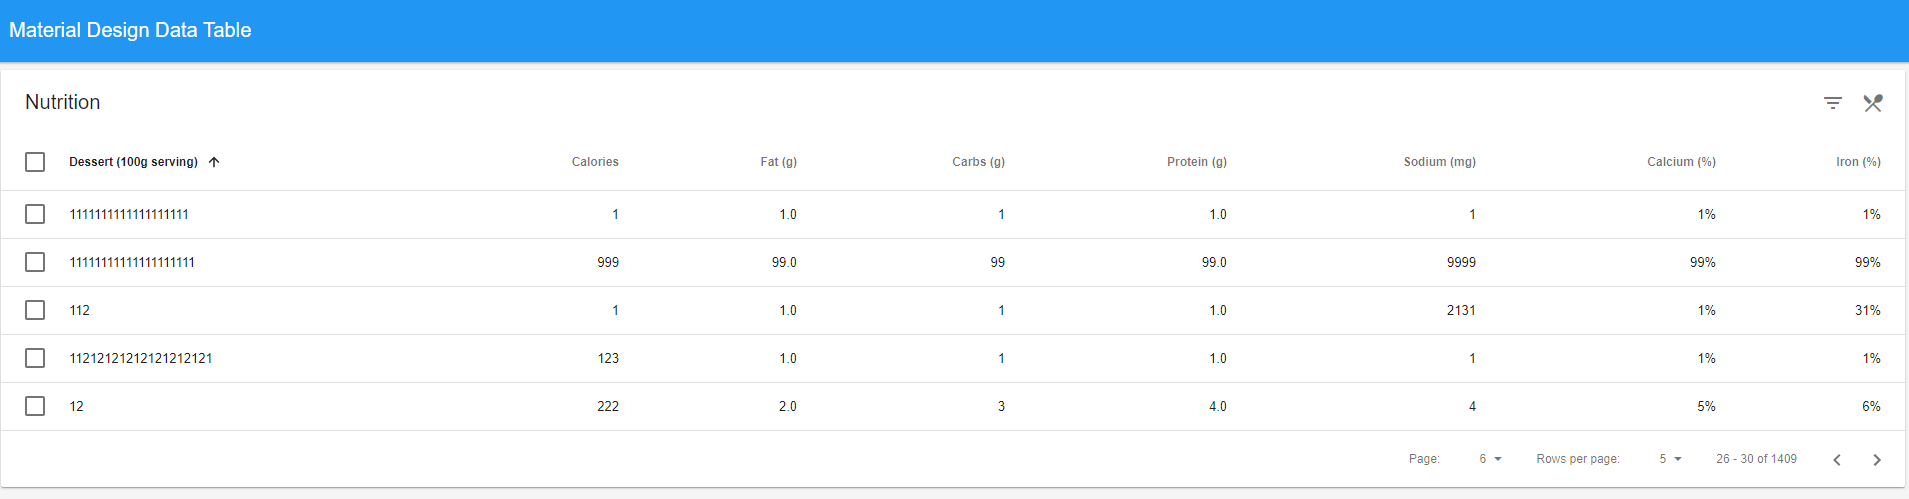 Material Design Data Table
Nutrition
Dessert (100g serving) Calories Fat (g) Carbs (g) Protein (g) Sodium (mg) Calcium (%) Iron (%)
1111111111111111111 1 1.0 1 1.0 1 1% 1%
11111111111111111111 999 99.0 99 99.0 9999 99% 99%
112 1 1.0 1 1.0 2131 1% 31%
11212121212121212121 123 1.0 1 1.0 1 1% 1%
12 222 2.0 3 4.0 4 5% 6%
Page: 6 Rows per page: 5 26 - 30 of 1409